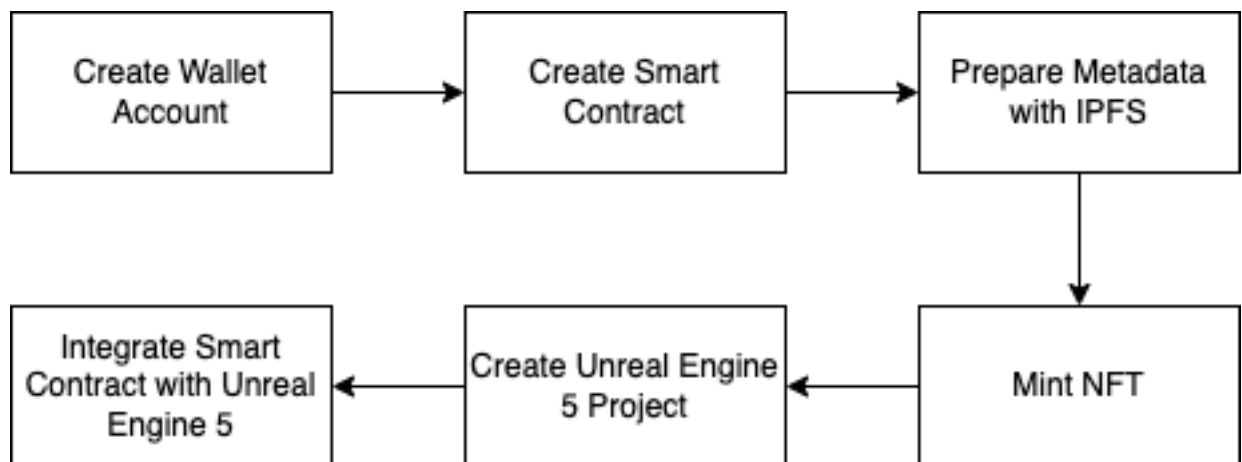 Create Wallet
Account
Create Smart
Contract
Prepare Metadata
with IPFS
Mint NFT
Create Unreal Engine
5 Project
Integrate Smart
Contract with Unreal
Engine 5